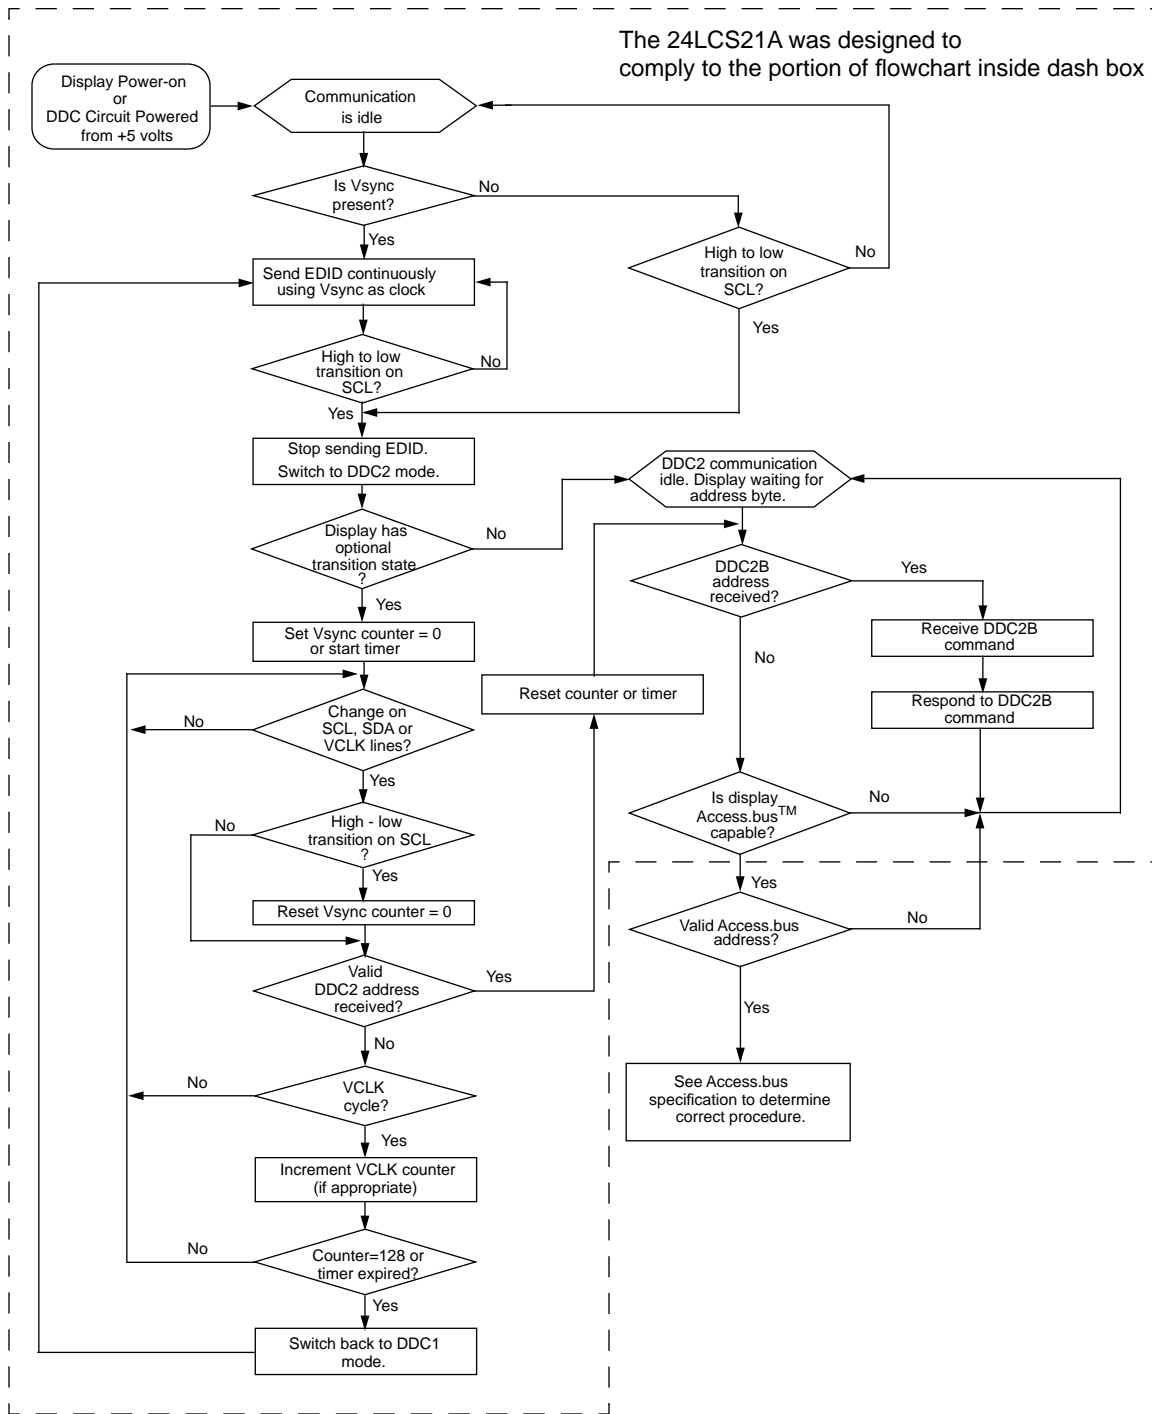 The 24LCS21A was designed to
comply to the portion of flowchart inside dash box
Display Power-on
or
DDC Circuit Powered
from +5 volts
Communication
is idle
Is Vsync
present?
No
Yes
High to low
transition on
SCL?
No
Yes
Send EDID continuously
using Vsync as clock
High to low
transition on
SCL?
No
Yes
Stop sending EDID.
Switch to DDC2 mode.
Display has
optional
transition state
?
No
Yes
Set Vsync counter = 0
or start timer
Change on
SCL, SDA or
VCLK lines?
No
Yes
High - low
transition on SCL
?
No
Yes
Reset Vsync counter = 0
Valid
DDC2 address
received?
Yes
No
VCLK
cycle?
No
Yes
Increment VCLK counter
(if appropriate)
Counter=128 or
timer expired?
No
Yes
Switch back to DDC1
mode.
Reset counter or timer
DDC2 communication
idle. Display waiting for
address byte.
DDC2B
address
received?
Yes
No
Receive DDC2B
command
Respond to DDC2B
command
Is display
Access.bus™
capable?
No
Yes
Valid Access.bus
address?
No
Yes
See Access.bus
specification to determine
correct procedure.